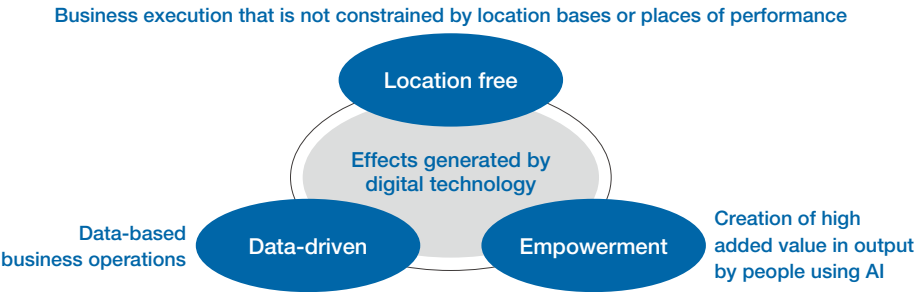 Business execution that is not constrained by location bases or places of performance
Location free
Effects generated by
digital technology
Data-based
business operations
Data-driven
Empowerment
Creation of high
added value in output
by people using AI